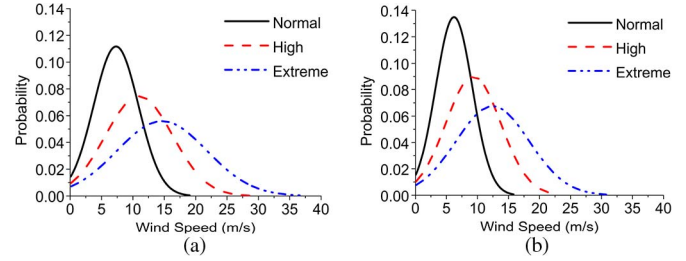 0.14
0.12
0.10
0.08
0.06
0.04
0.02
0.00
Probability
0 5 10 15 20 25 30 35 40
Wind Speed (m/s)
Normal
High
Extreme
(a)
0.14
0.12
0.10
0.08
0.06
0.04
0.02
0.00
Probability
0 5 10 15 20 25 30 35 40
Wind Speed (m/s)
Normal
High
Extreme
(b)